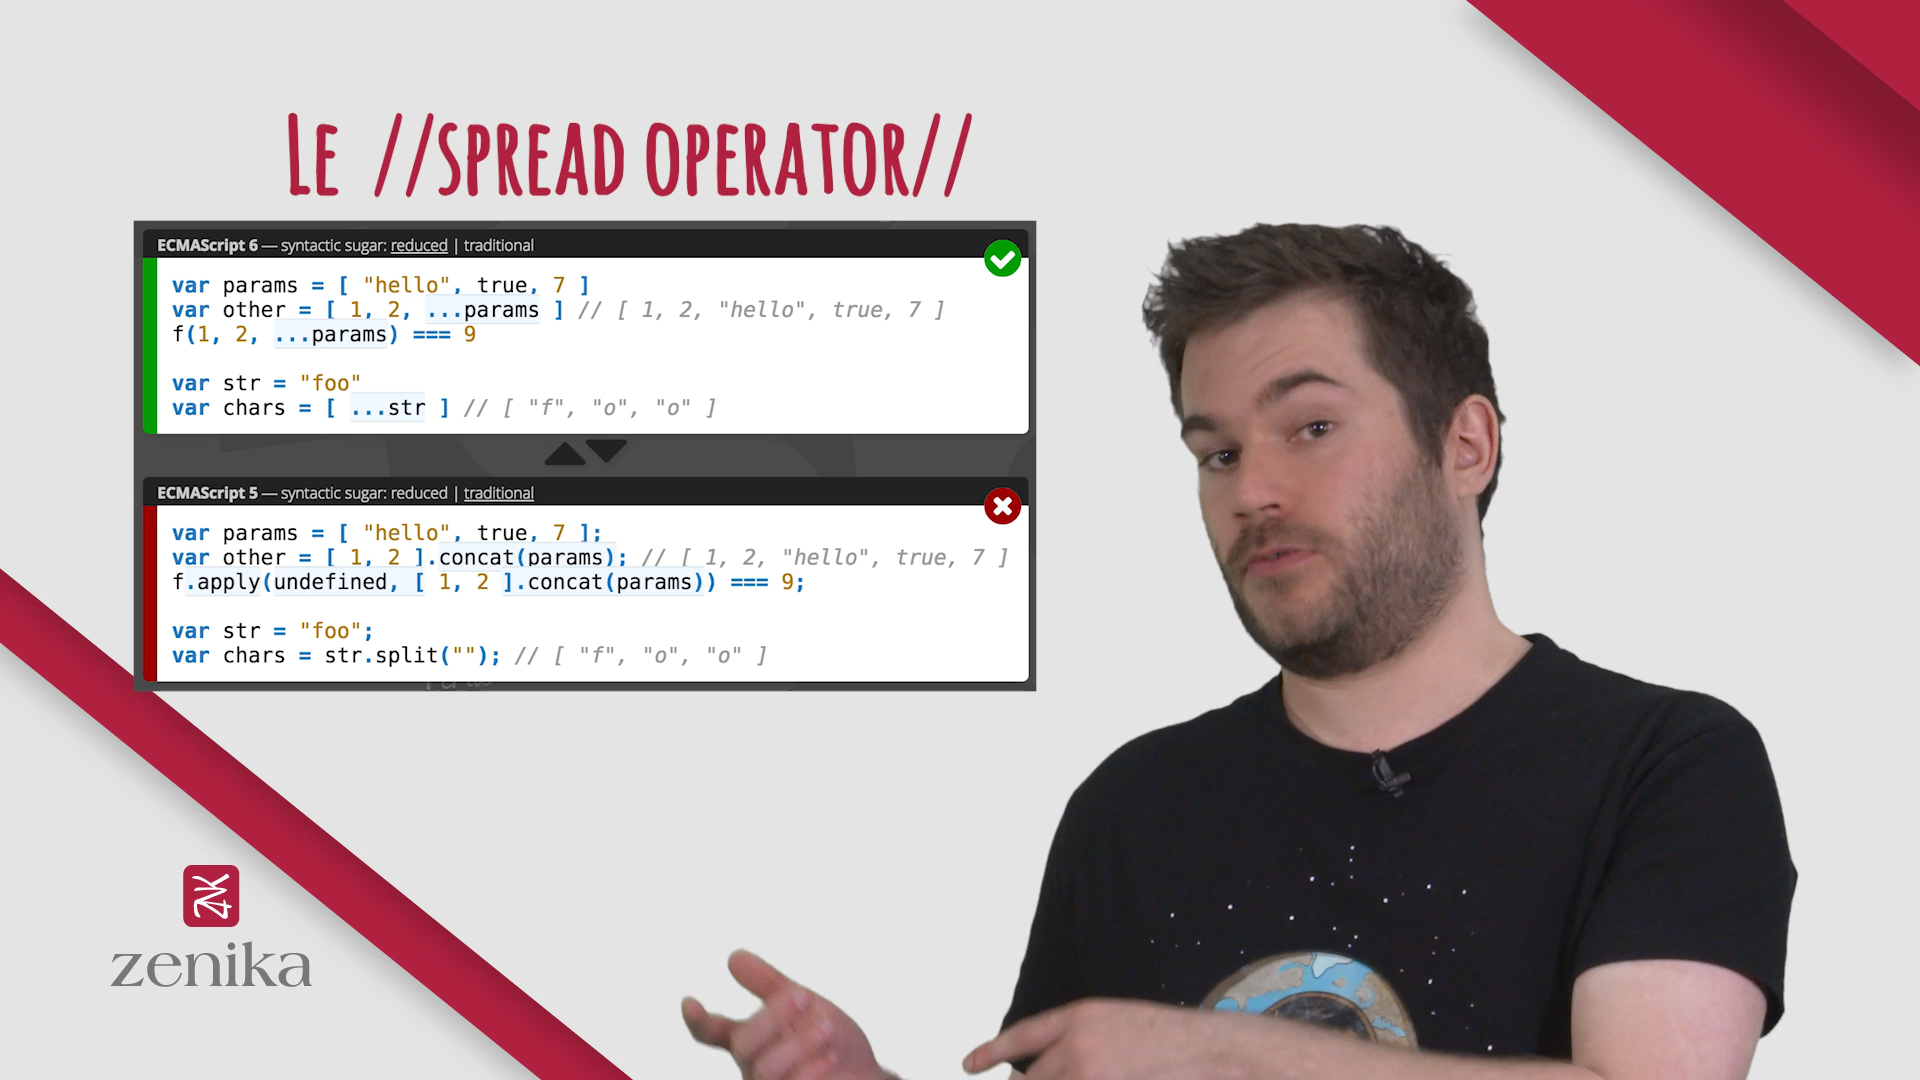 Le //spread operator//
ECMAScript 6 — syntactic sugar: reduced | traditional
var params = [ "hello", true, 7 ]
var other = [ 1, 2, ...params ] // [ 1, 2, "hello", true, 7 ]
f(1, 2, ...params) === 9
var str = "foo"
var chars = [ ...str ] // [ "f", "o", "o" ]
ECMAScript 5 — syntactic sugar: reduced | traditional
var params = [ "hello", true, 7 ];
var other = [ 1, 2 ].concat(params); // [ 1, 2, "hello", true, 7 ]
f.apply(undefined, [ 1, 2 ].concat(params)) === 9;
var str = "foo";
var chars = str.split(""); // [ "f", "o", "o" ]
ZNK
zenika